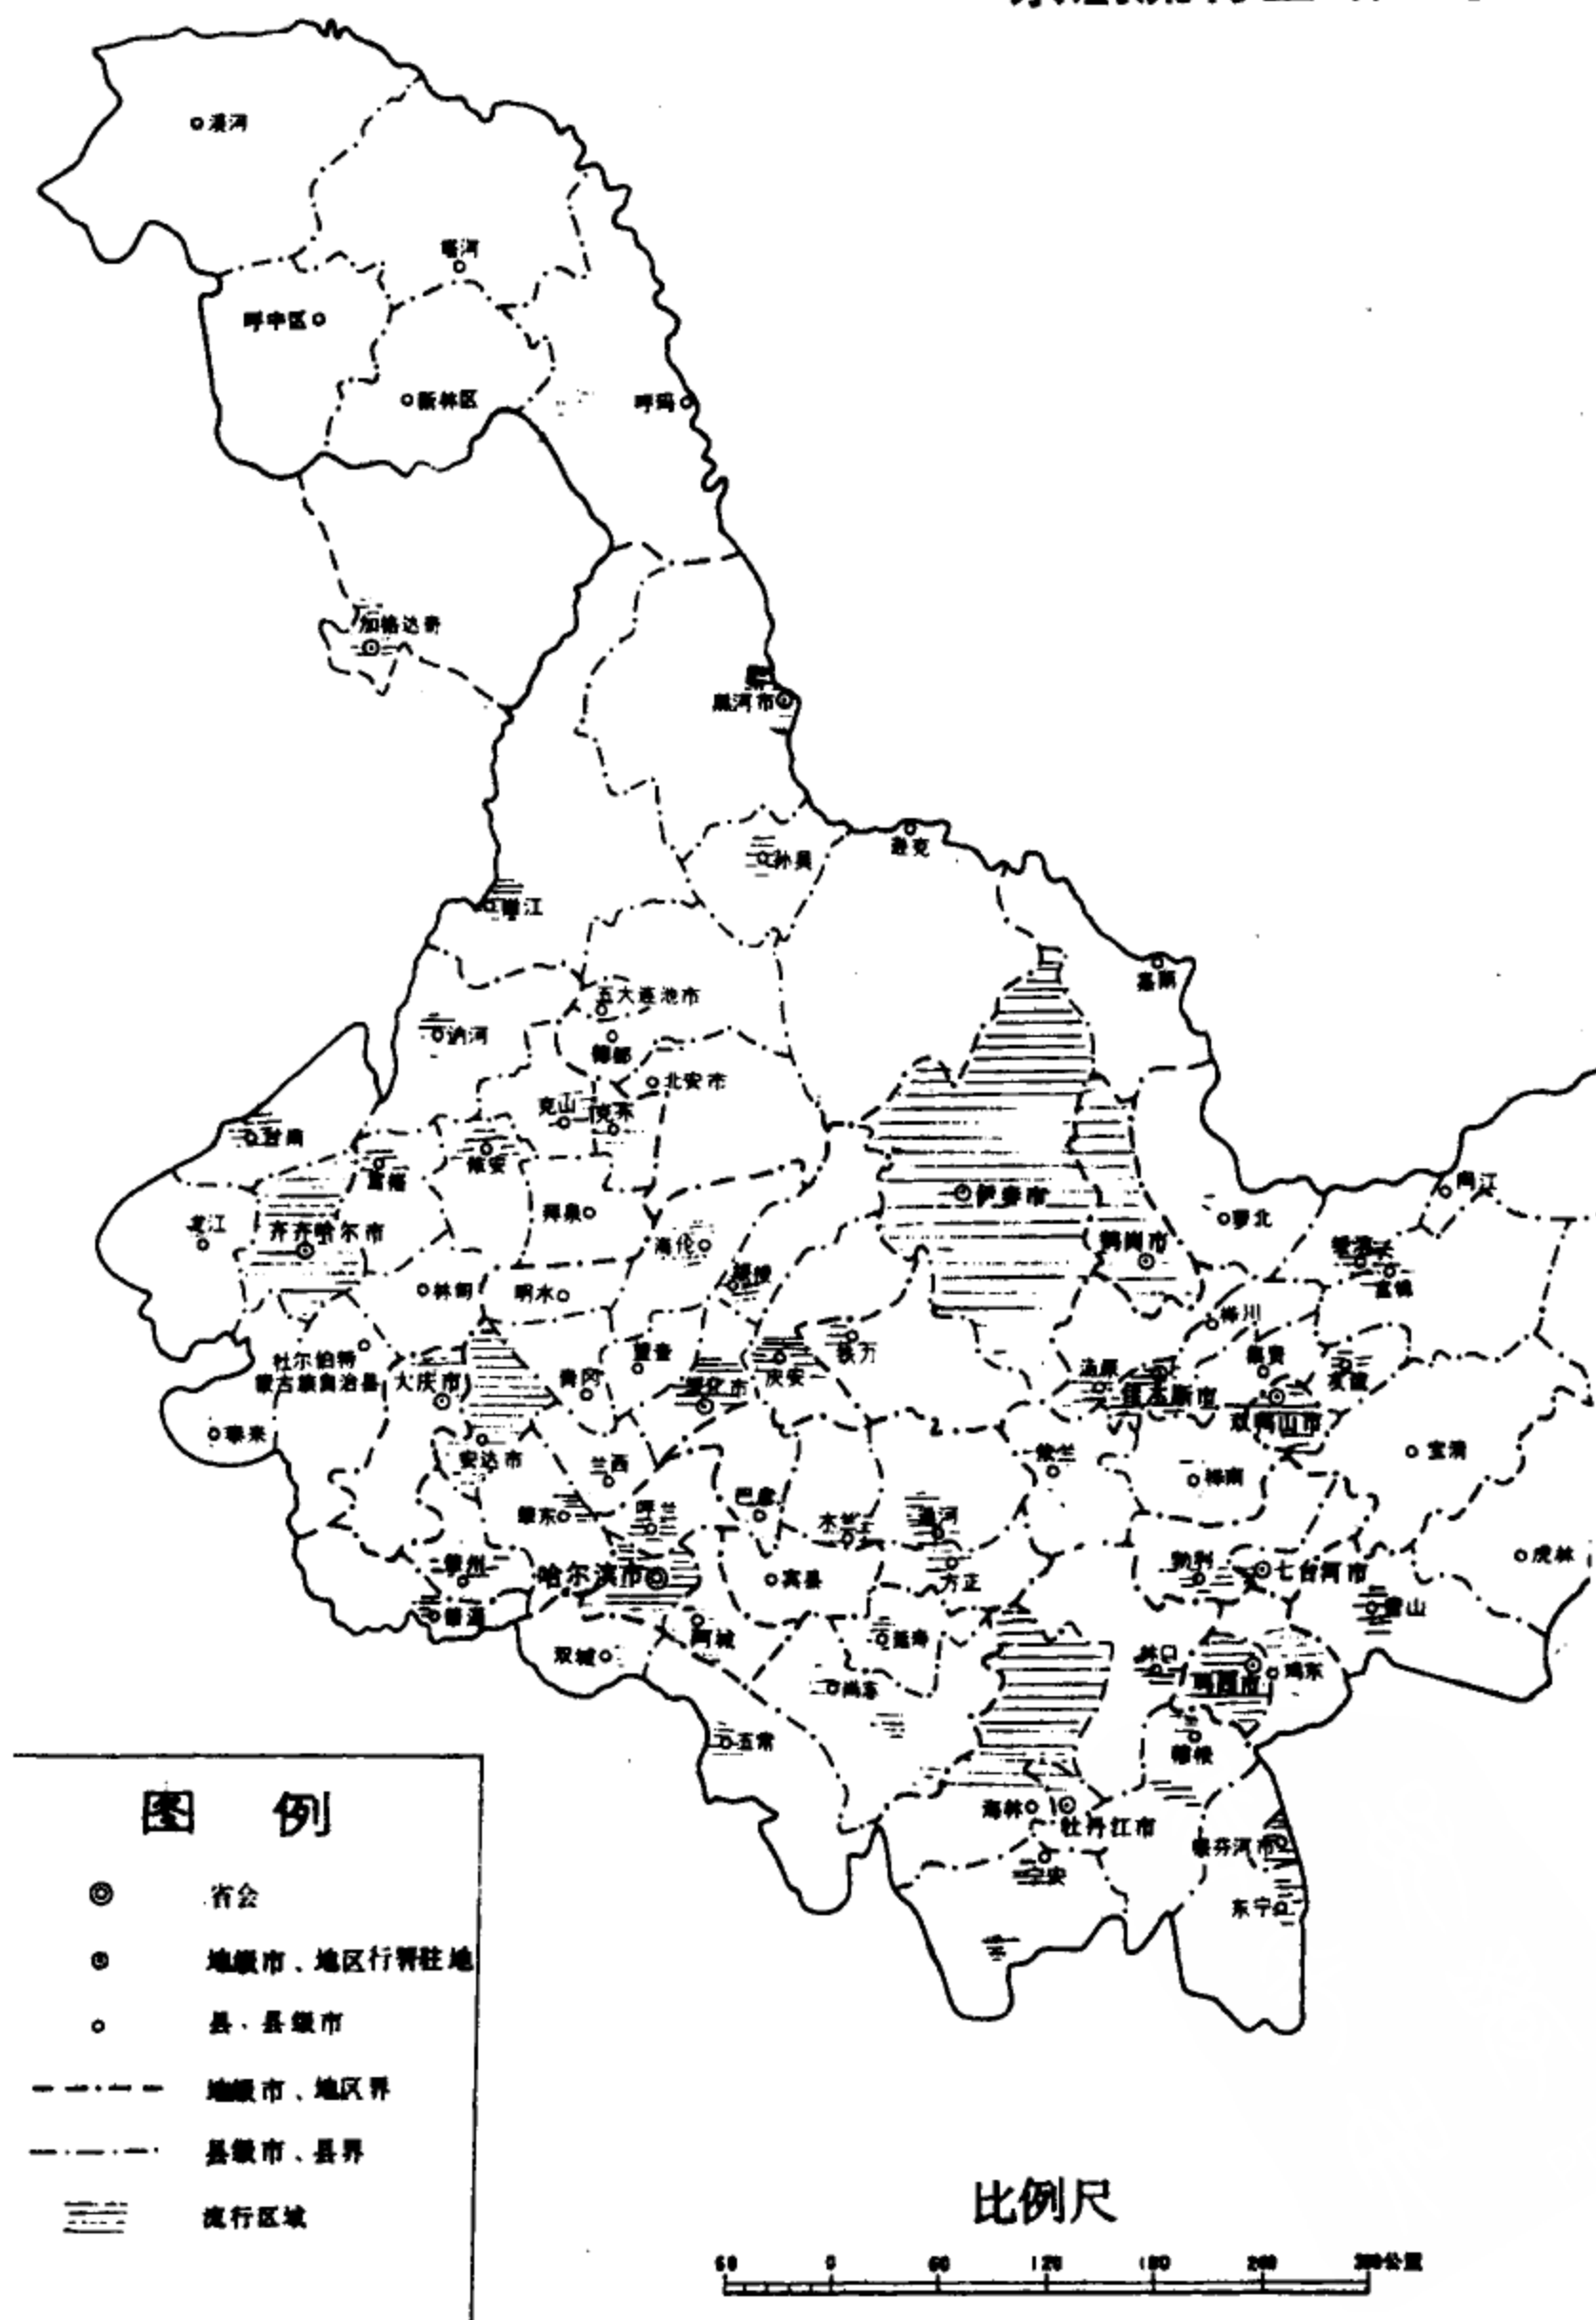 漠河
塔河
呼中区
新林区
呼玛
加格达奇
黑河市
逊克
孙吴
嫩江
嘉荫
五大连池市
讷河
德都
北安市
克山
克东
甘南
富裕
依安
同江
伊春市
拜泉
萝北
龙江
齐齐哈尔市
海伦
鹤岗市
绥棱
富锦
林甸
明水
桦川
铁力
杜尔伯特
蒙古族自治县
望奎
庆安
汤原
集贤
友谊
大庆市
青冈
绥化市
佳木斯市
双鸭山市
泰来
安达市
兰西
依兰
宝清
桦南
肇东
呼兰
巴彦
木兰
通河
虎林
肇州
哈尔滨市
宾县
方正
勃利
七台河市
肇源
密山
双城
阿城
延寿
林口
鸡西市
鸡东
尚志
五常
穆棱
海林
牡丹江市
绥芬河市
宁安
东宁
图 例
省会
地级市、地区行署驻地
县、县级市
地级市、地区界
县级市、县界
流行区域
比例尺
60 0 60 120 180 240 300公里